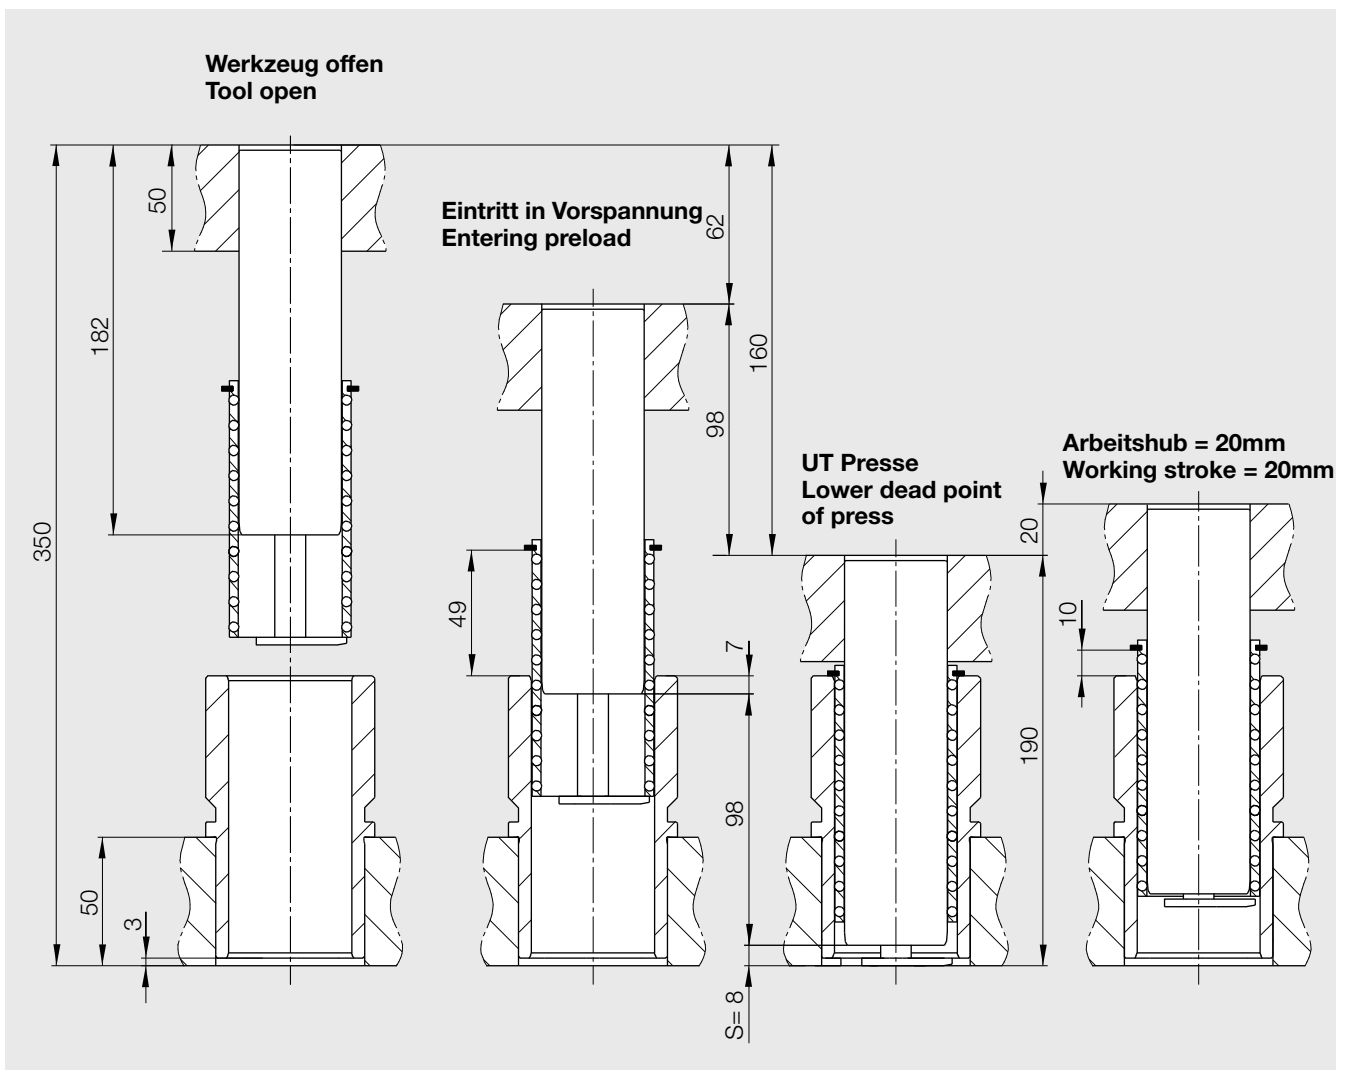 Werkzeug offen
Tool open
50
182
350
50
3
Eintritt in Vorspannung
Entering preload
62
98
160
49
7
98
S= 8
UT Presse
Lower dead point
of press
Arbeitshub = 20mm
Working stroke = 20mm
20
10
190